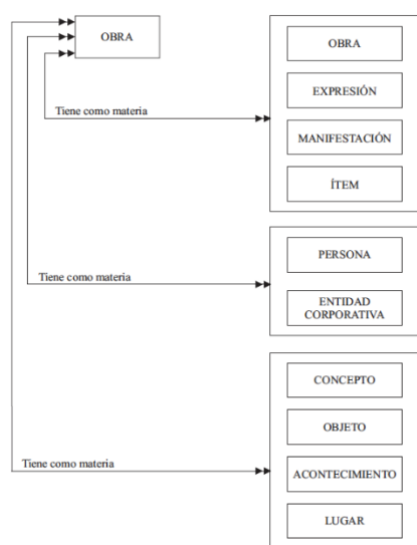 OBRA
OBRA
EXPRESIÓN
Tiene como materia
MANIFESTACIÓN
ÍTEM
PERSONA
Tiene como materia
ENTIDAD
CORPORATIVA
CONCEPTO
OBJETO
Tiene como materia
ACONTECIMIENTO
LUGAR